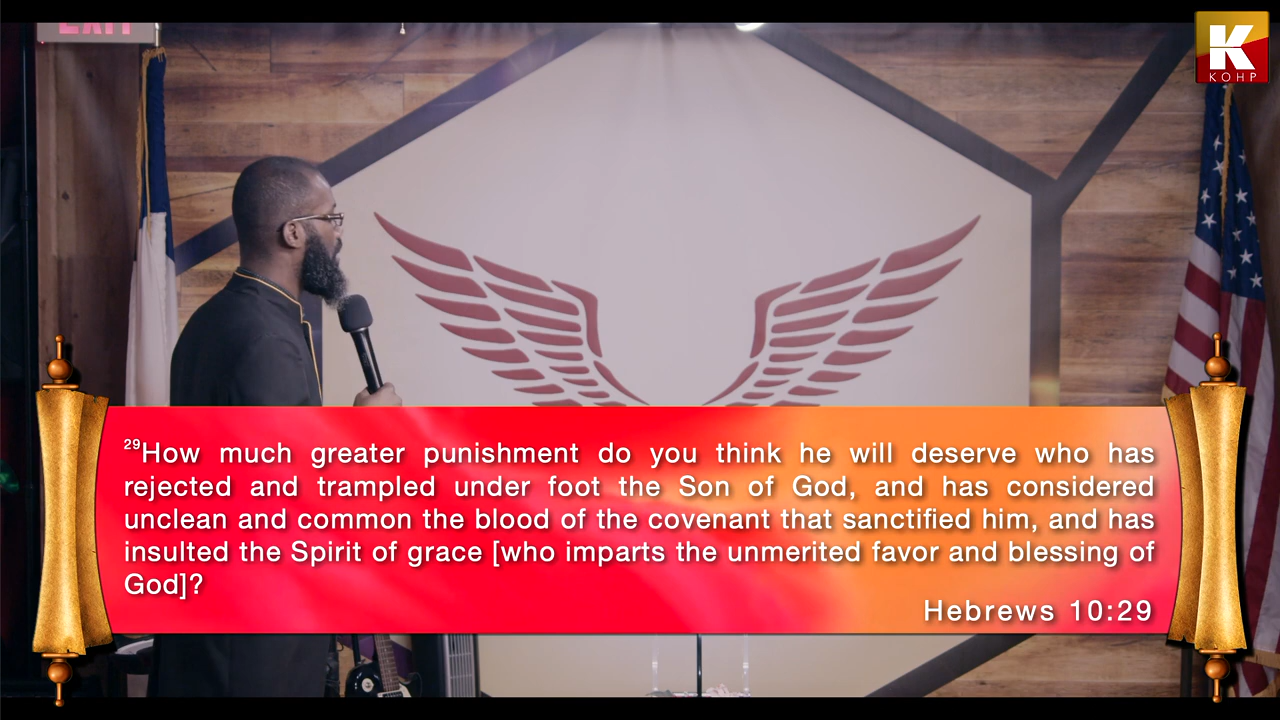 EXIT
K
KOHP
29How much greater punishment do you think he will deserve who has
rejected and trampled under foot the Son of God, and has considered
unclean and common the blood of the covenant that sanctified him, and has
insulted the Spirit of grace [who imparts the unmerited favor and blessing of
God]?
Hebrews 10:29